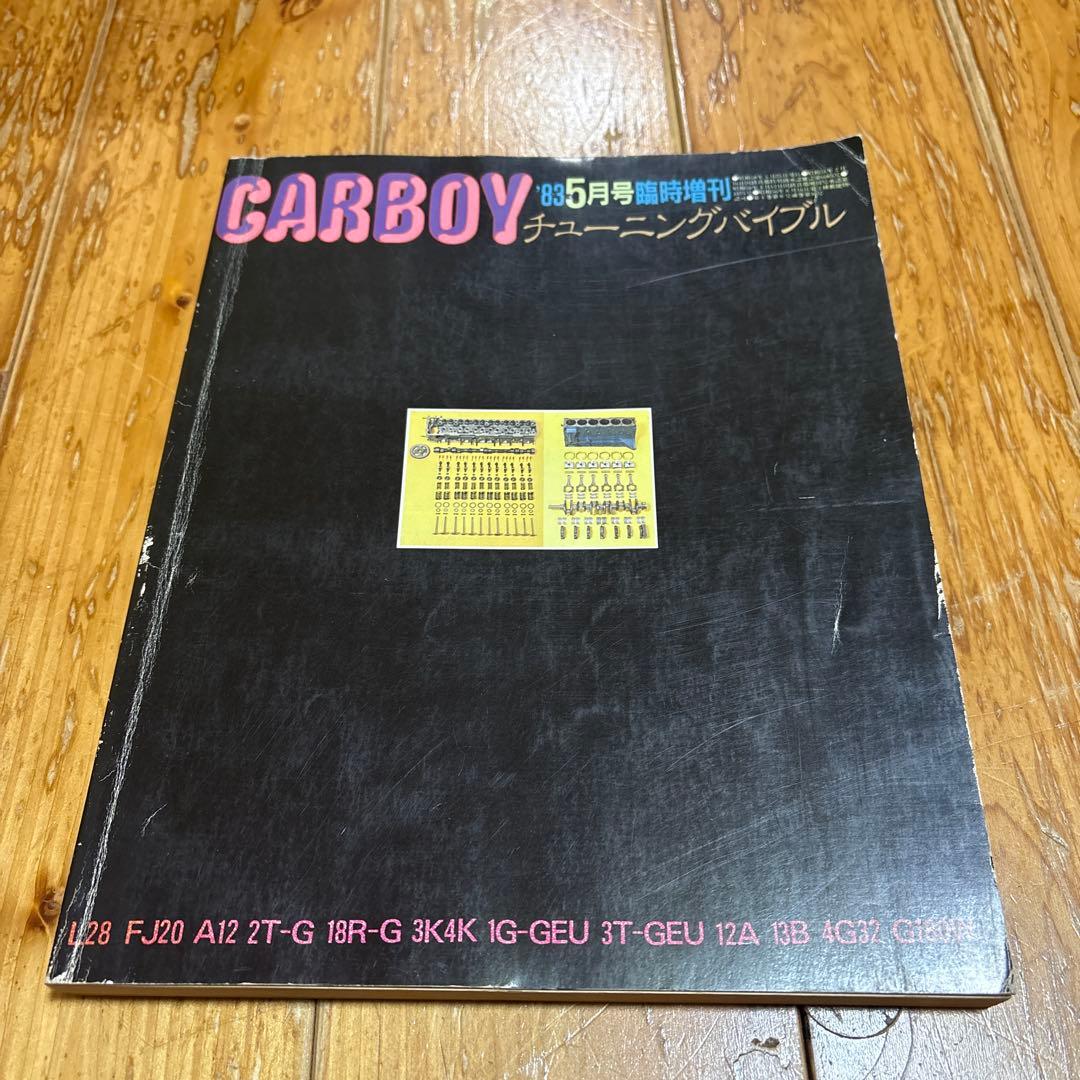 CARBOY '83 5月号臨時増刊
チューニングバイブル
L28 FJ20 A12 2T-G 18R-G 3K4K 1G-GEU 3T-GEU 12A 13B 4G32